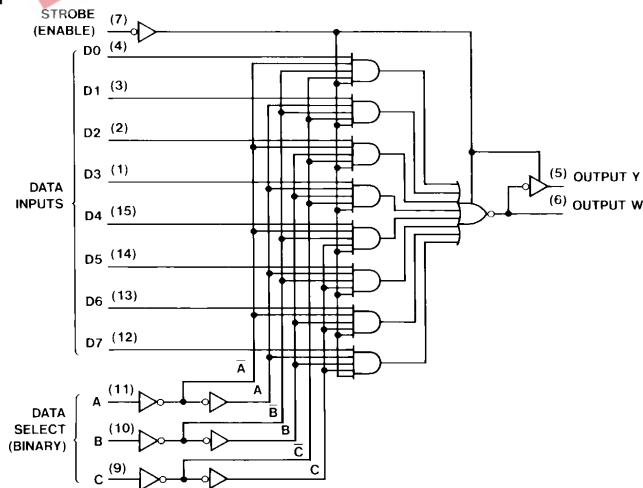 STROBE (7)
(ENABLE)
D0 (4)
D1 (3)
D2 (2)
D3 (1)
DATA
INPUTS
D4 (15)
D5 (14)
D6 (13)
D7 (12)
(5) OUTPUT Y
(6) OUTPUT W
A̅
A
B̅
B
C̅
C
DATA
SELECT
(BINARY)
A (11)
B (10)
C (9)